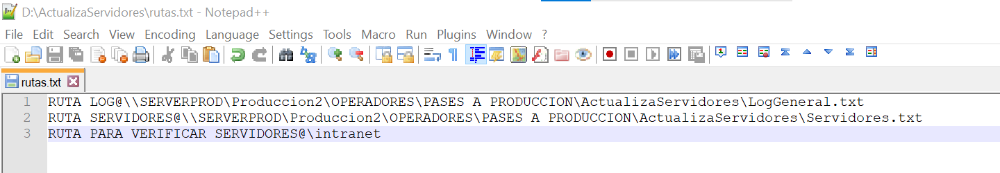 D:\ActualizaServidores\rutas.txt - Notepad++
File Edit Search View Encoding Language Settings Tools Macro Run Plugins Window ?
rutas.txt
1 RUTA LOG@\\SERVERPROD\Produccion2\OPERADORES\PASES A PRODUCCION\ActualizaServidores\LogGeneral.txt
2 RUTA SERVIDORES@\\SERVERPROD\Produccion2\OPERADORES\PASES A PRODUCCION\ActualizaServidores\Servidores.txt
3 RUTA PARA VERIFICAR SERVIDORES@\intranet